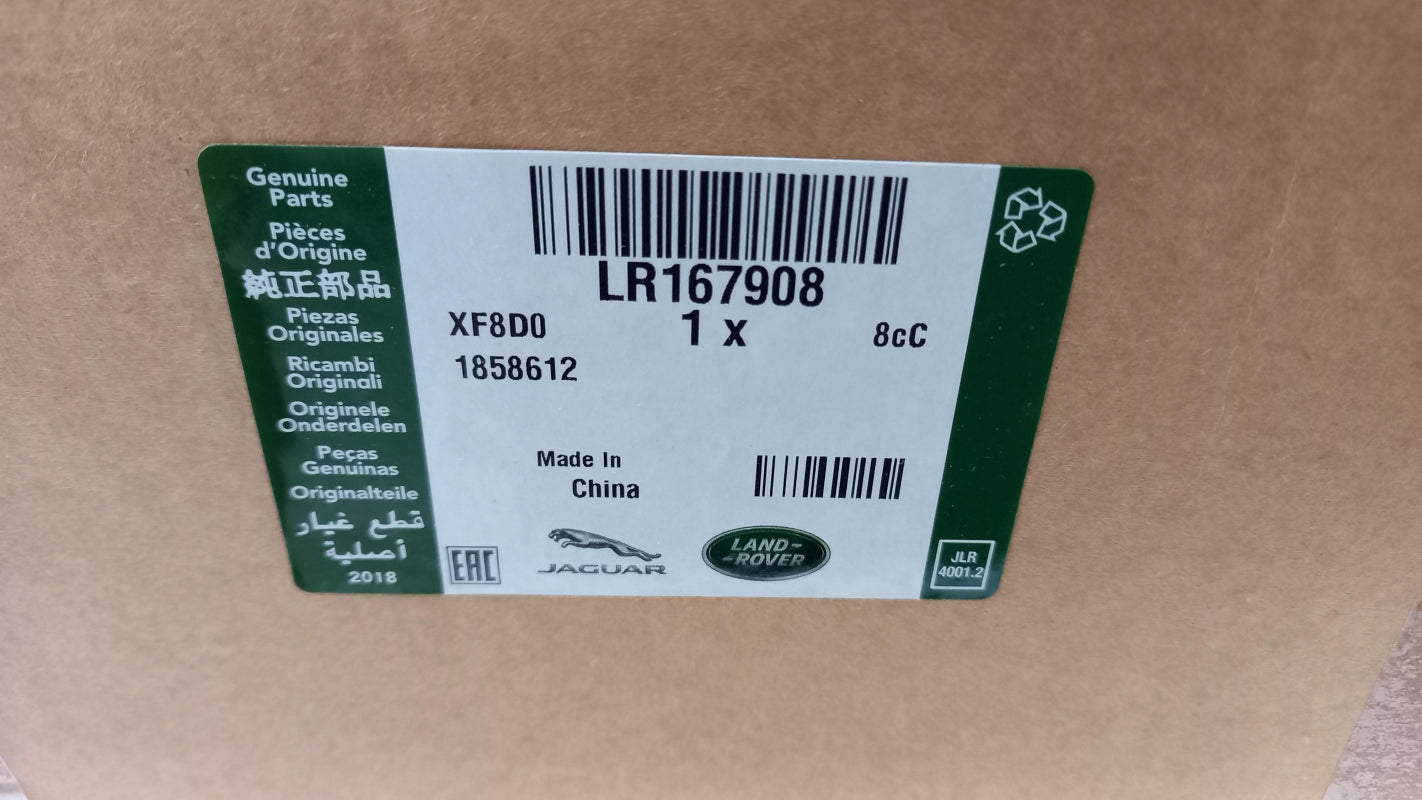 Genuine
Parts
Pièces
d'Origine
純正部品
Piezas
Originales
Ricambi
Originali
Originele
Onderdelen
Peças
Genuinas
Originalteile
قطع غيار
أصلية
2018
LR167908
XF8D0
1 x
8cC
1858612
Made In
China
EAC
JAGUAR
LAND-
-ROVER
JLR
4001.2